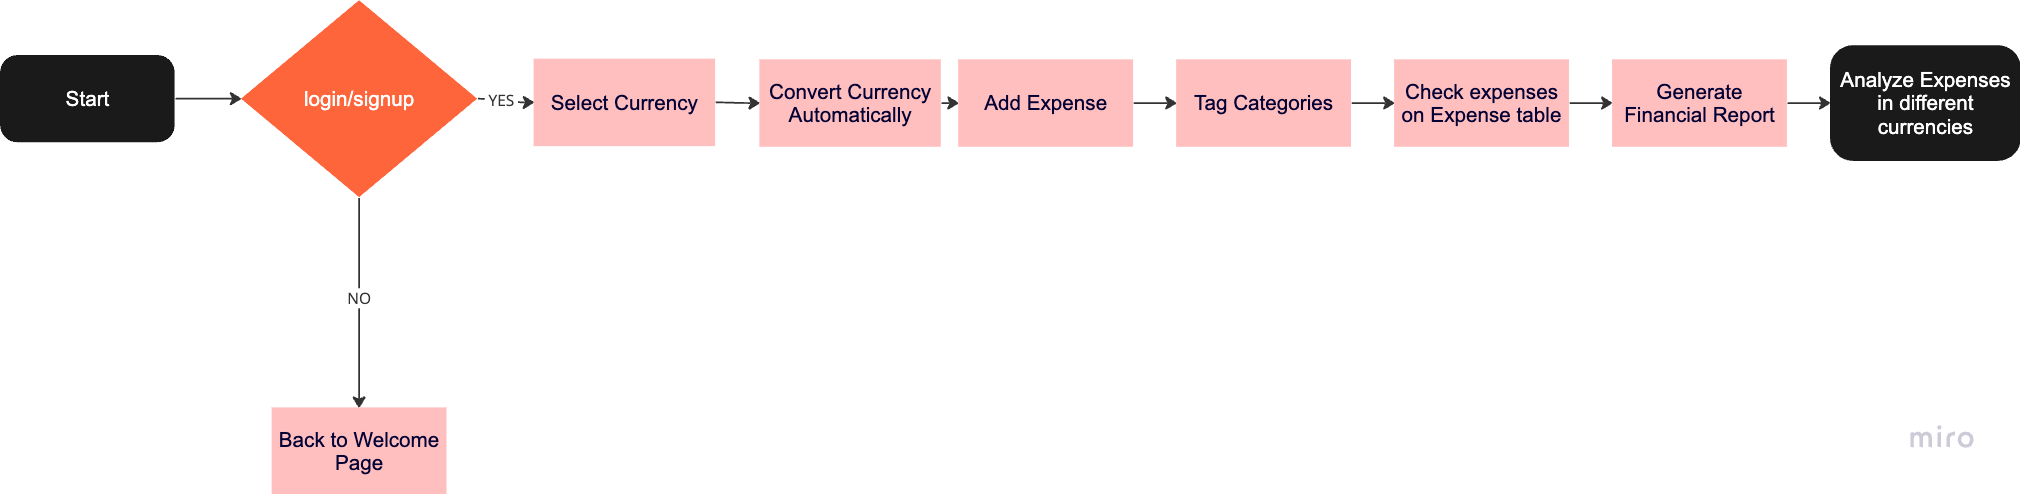 Start
login/signup
YES
Select Currency
Convert Currency
Automatically
Add Expense
Tag Categories
Check expenses
on Expense table
Generate
Financial Report
Analyze Expenses
in different
currencies
NO
Back to Welcome
Page
miro